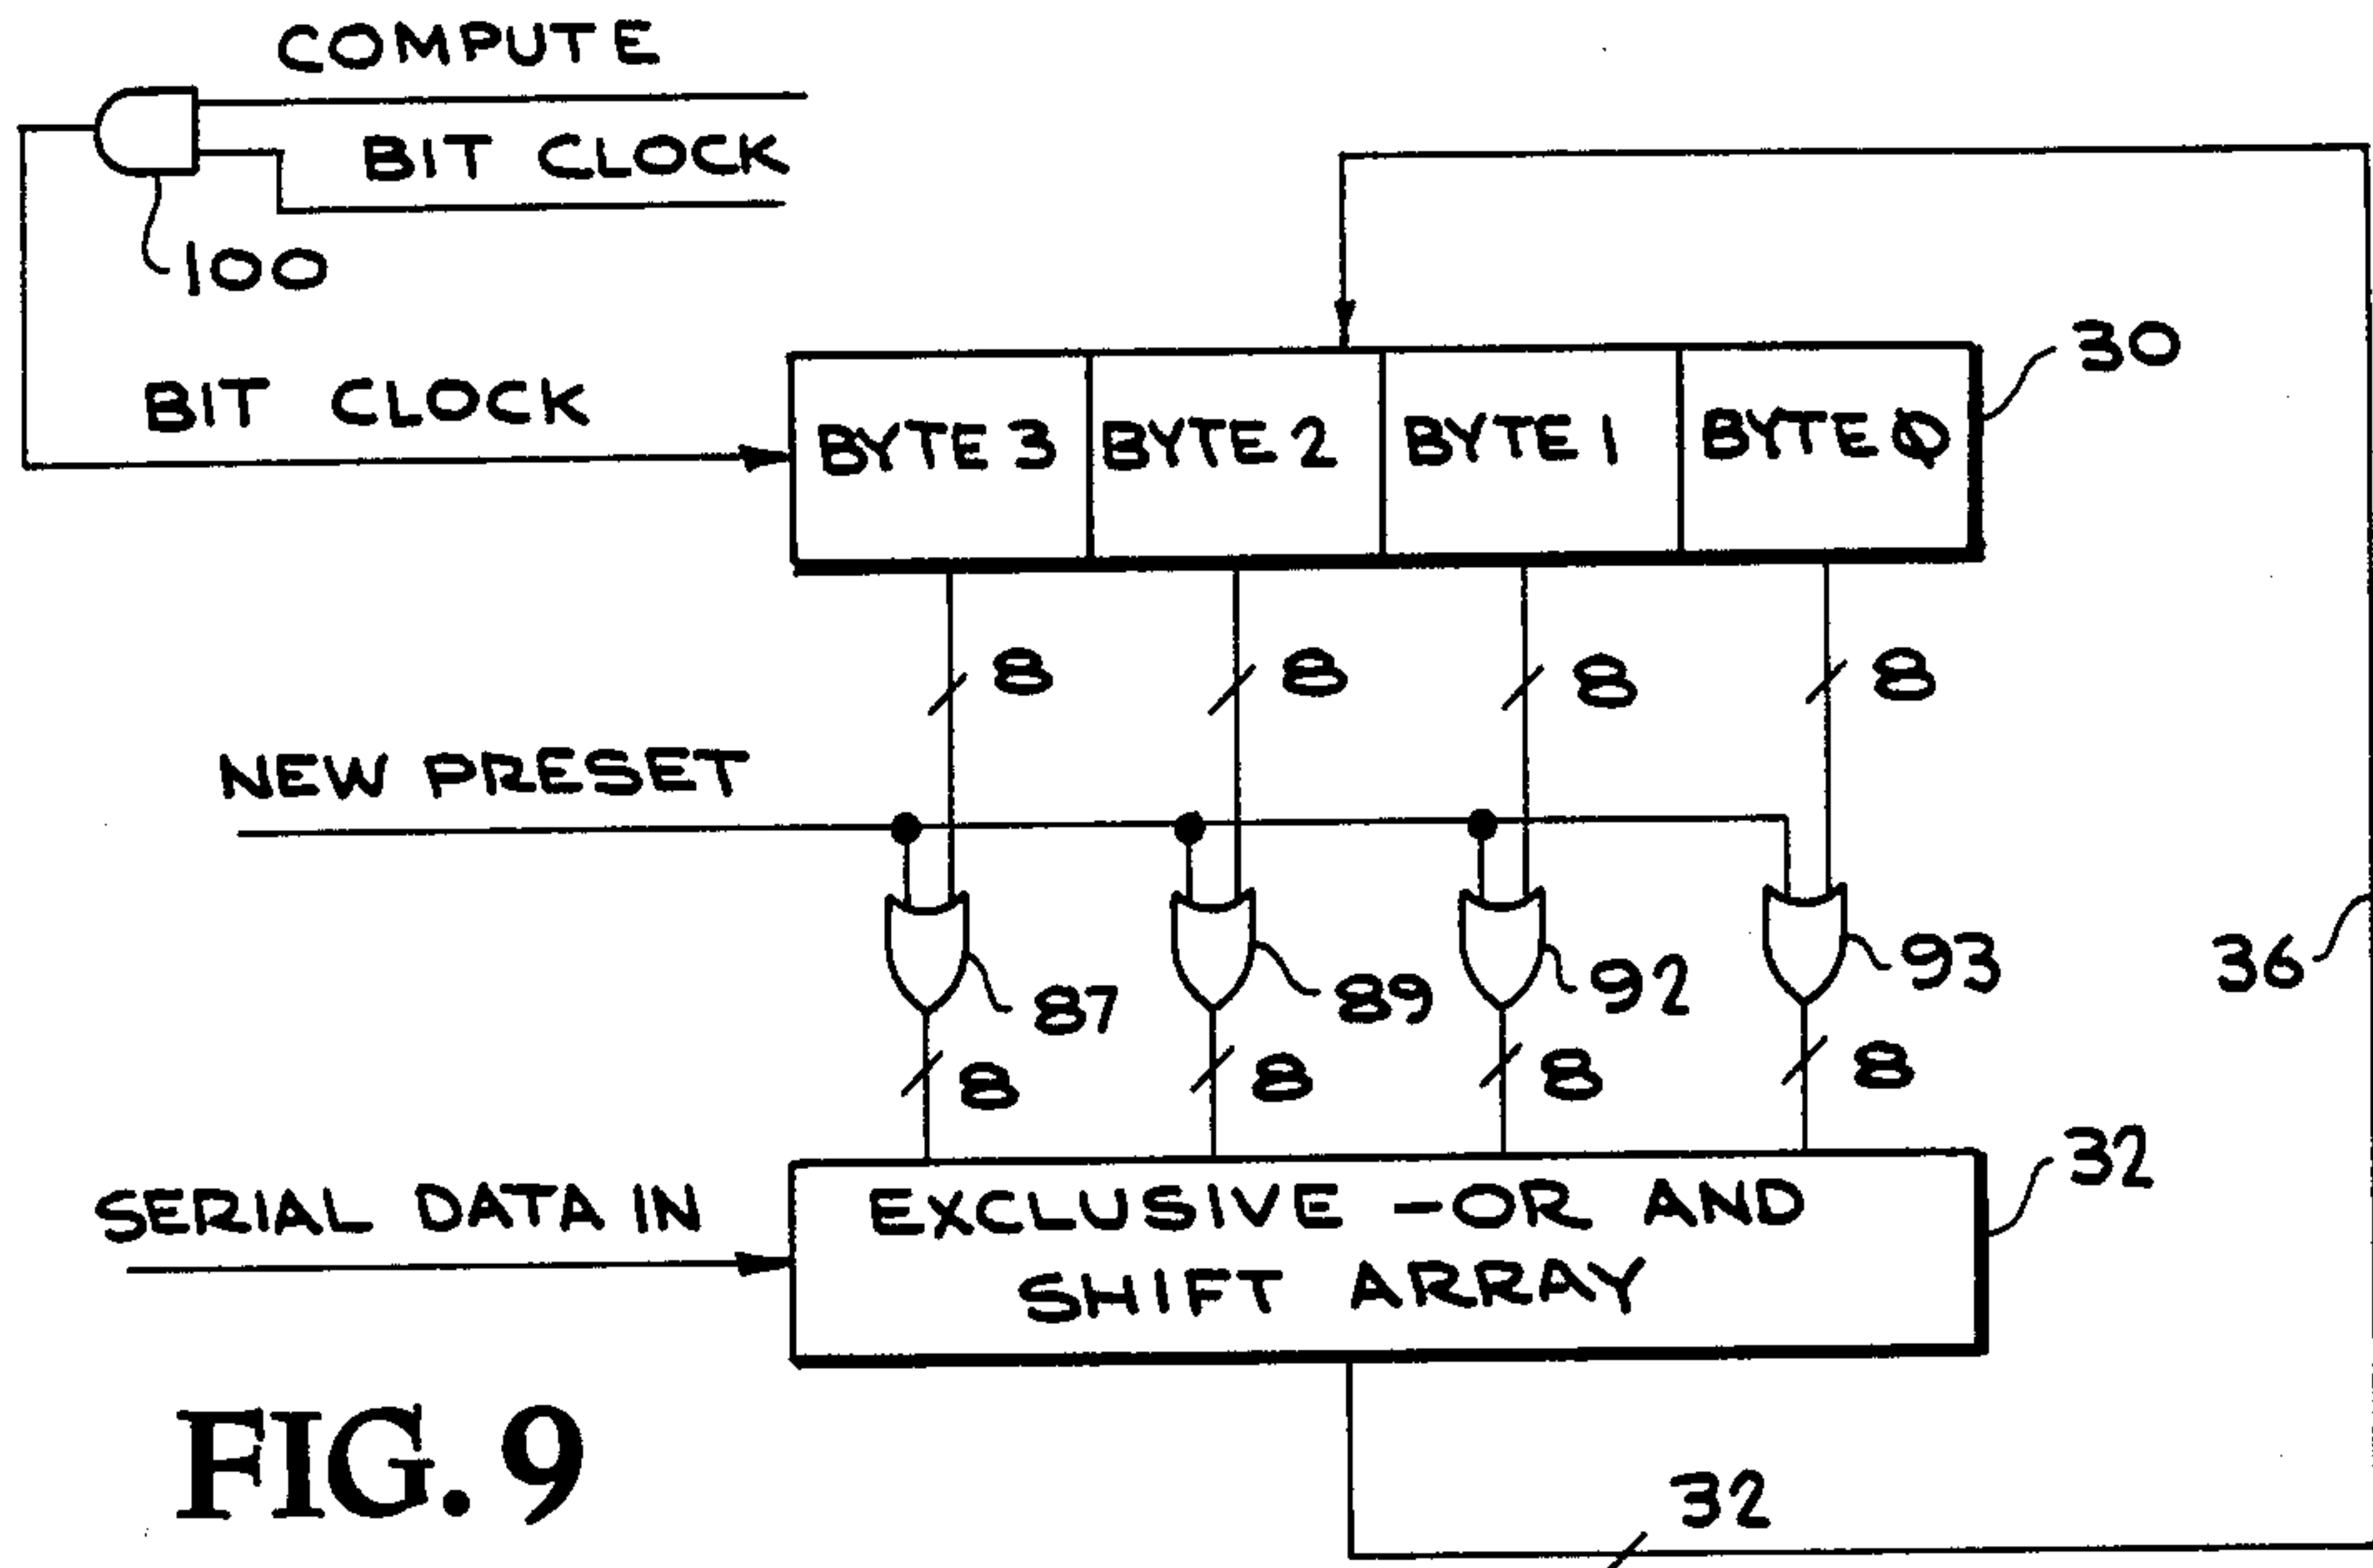 COMPUTE
BIT CLOCK
100
BIT CLOCK
BYTE 3 BYTE 2 BYTE 1 BYTE 0
30
8 8 8 8
NEW PRESET
87 89 92 93
36
8 8 8 8
SERIAL DATA IN
EXCLUSIVE -OR AND
SHIFT ARRAY
32
FIG. 9
32